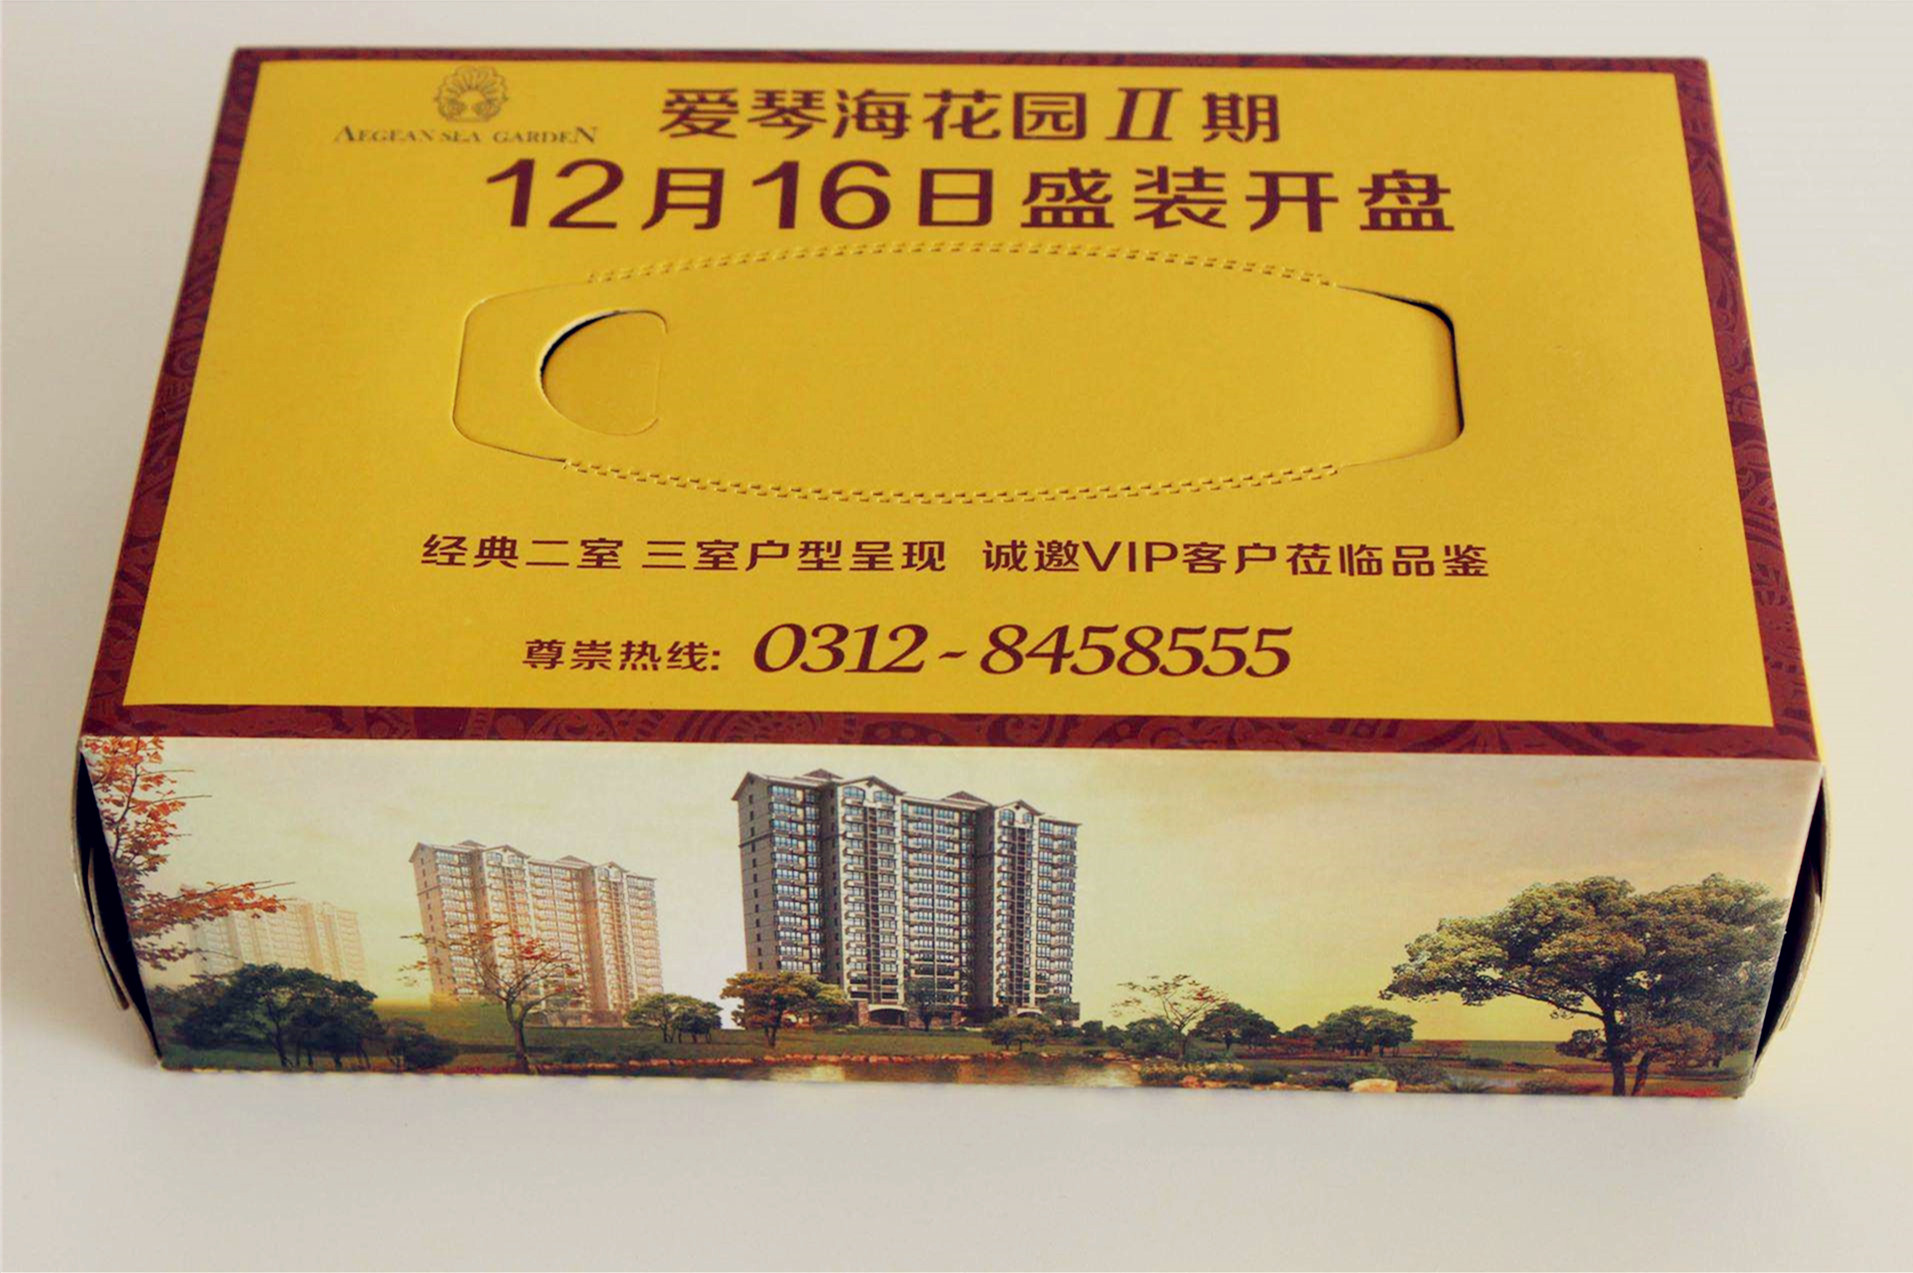 AEGEAN SEA GARDEN
爱琴海花园II期
12月16日盛装开盘
经典二室 三室户型呈现 诚邀VIP客户莅临品鉴
尊崇热线: 0312-8458555